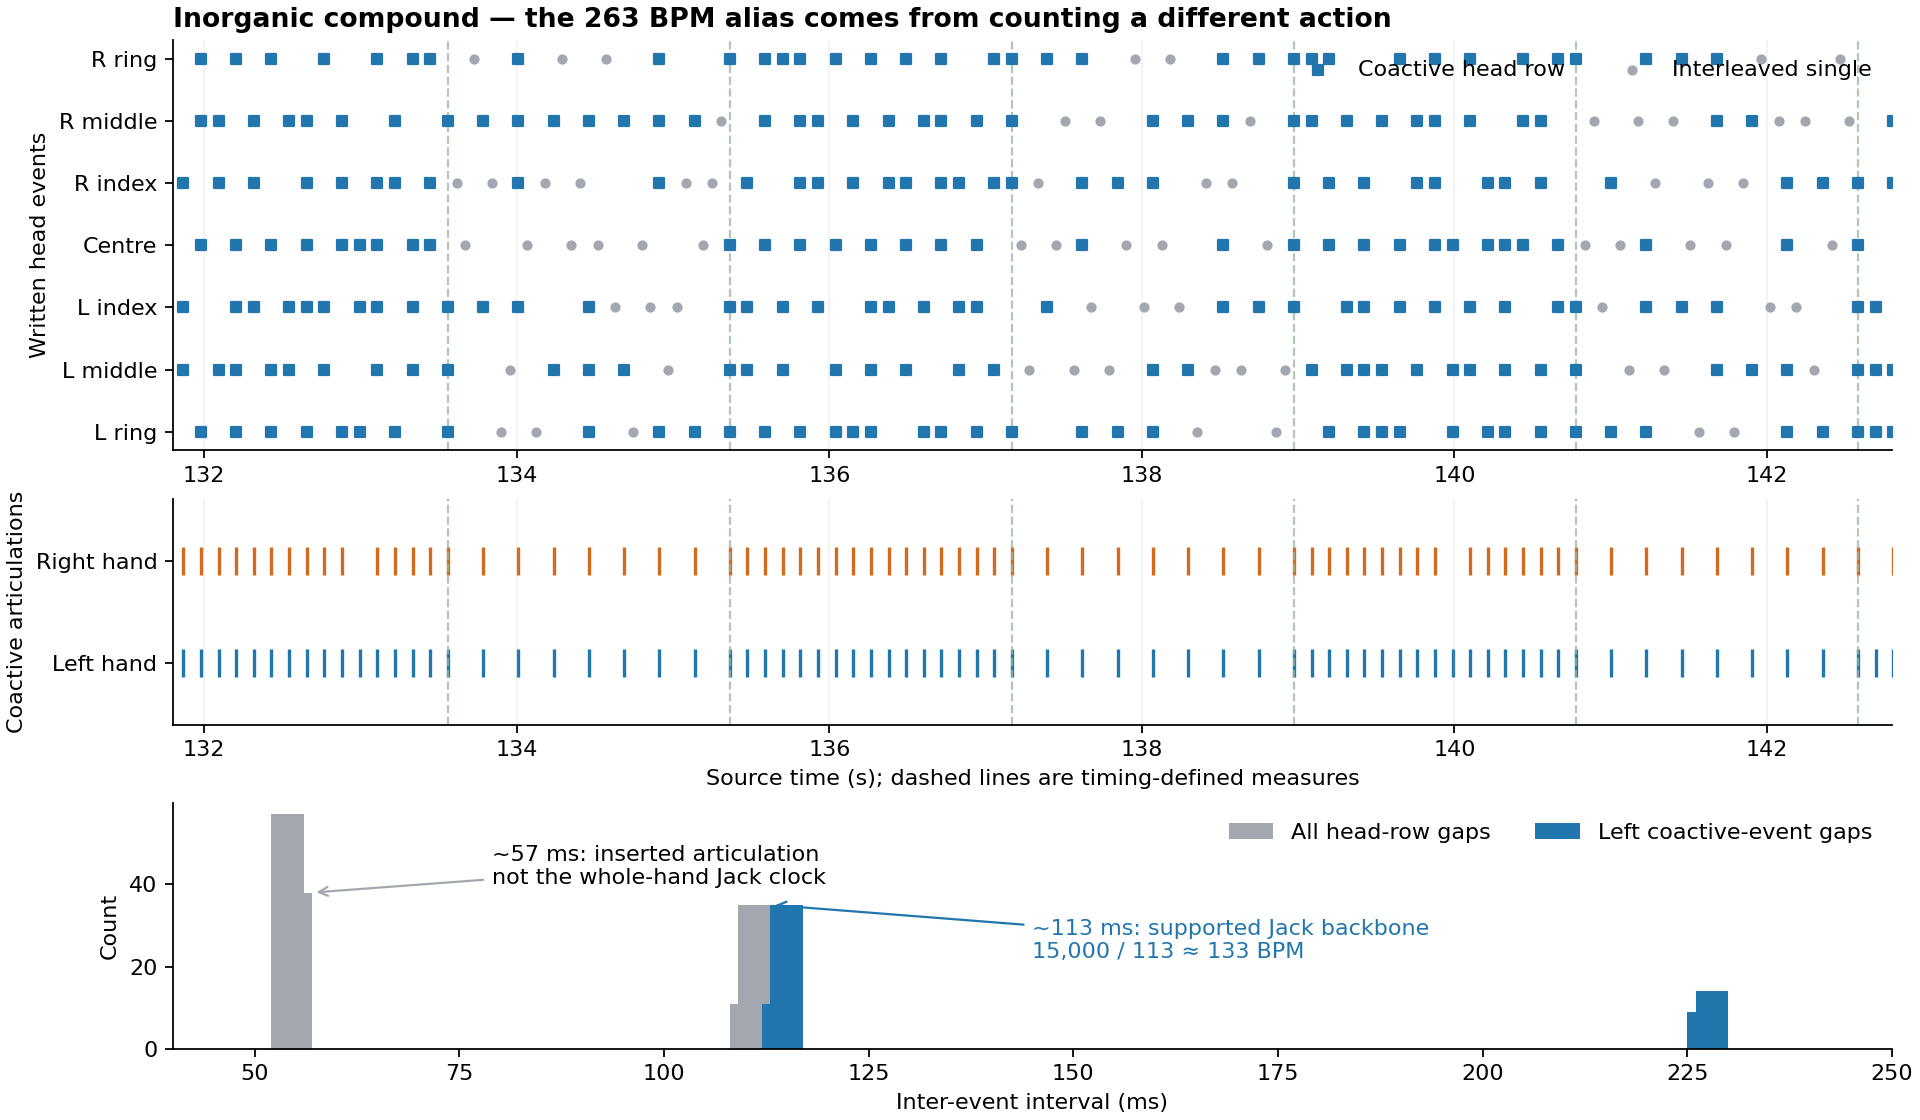 Inorganic compound — the 263 BPM alias comes from counting a different action
Written head events
R ring
R middle
R index
Centre
L index
L middle
L ring
Coactive head row
Interleaved single
132 134 136 138 140 142
Coactive articulations
Right hand
Left hand
132 134 136 138 140 142
Source time (s); dashed lines are timing-defined measures
Count
40
20
0
All head-row gaps
Left coactive-event gaps
~57 ms: inserted articulation
not the whole-hand Jack clock
~113 ms: supported Jack backbone
15,000 / 113 ≈ 133 BPM
50 75 100 125 150 175 200 225 250
Inter-event interval (ms)